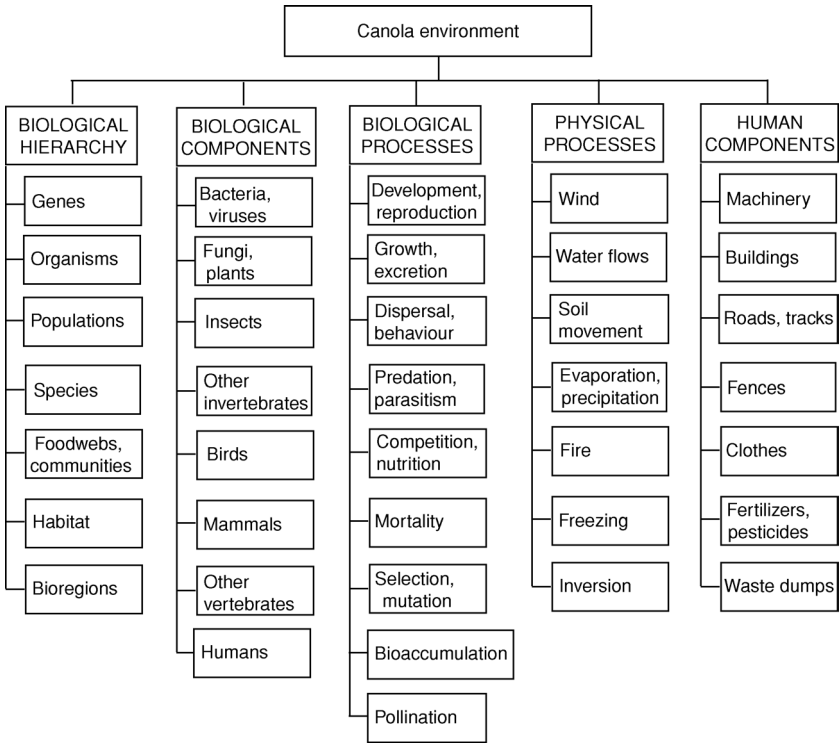 Canola environment
BIOLOGICAL
HIERARCHY
Genes
Organisms
Populations
Species
Foodwebs,
communities
Habitat
Bioregions
BIOLOGICAL
COMPONENTS
Bacteria,
viruses
Fungi,
plants
Insects
Other
invertebrates
Birds
Mammals
Other
vertebrates
Humans
BIOLOGICAL
PROCESSES
Development,
reproduction
Growth,
excretion
Dispersal,
behaviour
Predation,
parasitism
Competition,
nutrition
Mortality
Selection,
mutation
Bioaccumulation
Pollination
PHYSICAL
PROCESSES
Wind
Water flows
Soil
movement
Evaporation,
precipitation
Fire
Freezing
Inversion
HUMAN
COMPONENTS
Machinery
Buildings
Roads, tracks
Fences
Clothes
Fertilizers,
pesticides
Waste dumps